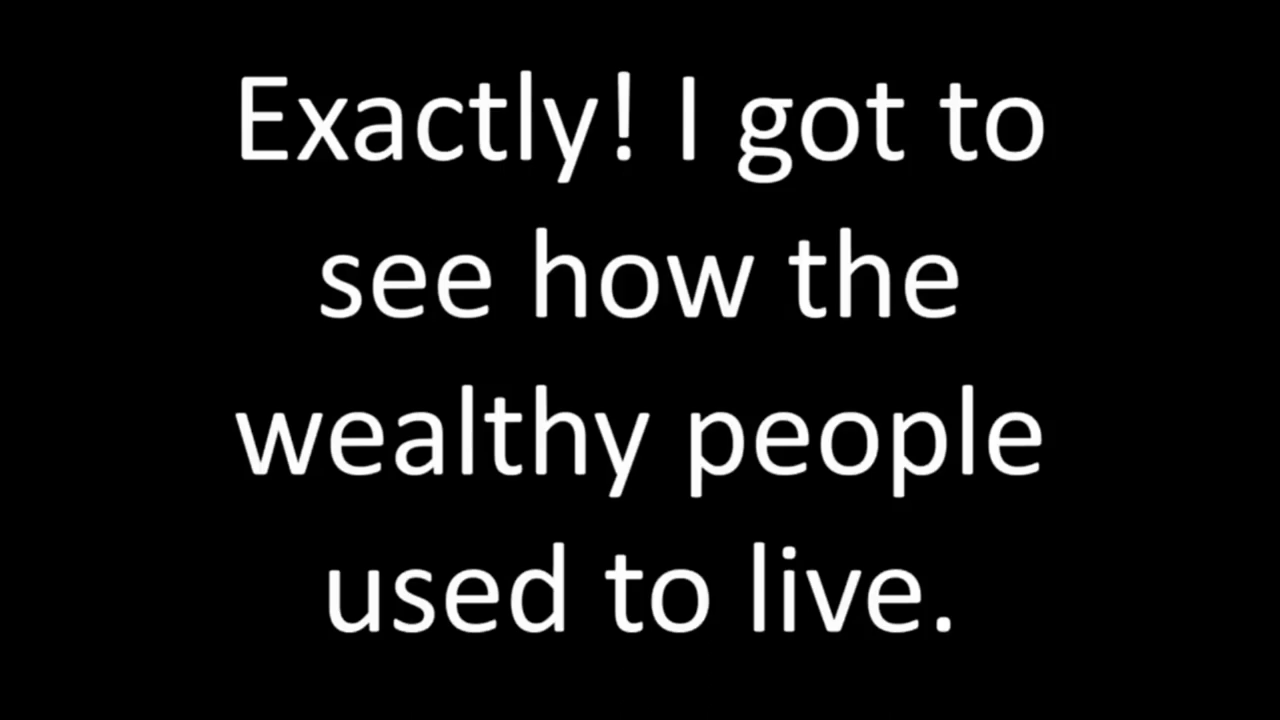 Exactly! I got to
see how the
wealthy people
used to live.